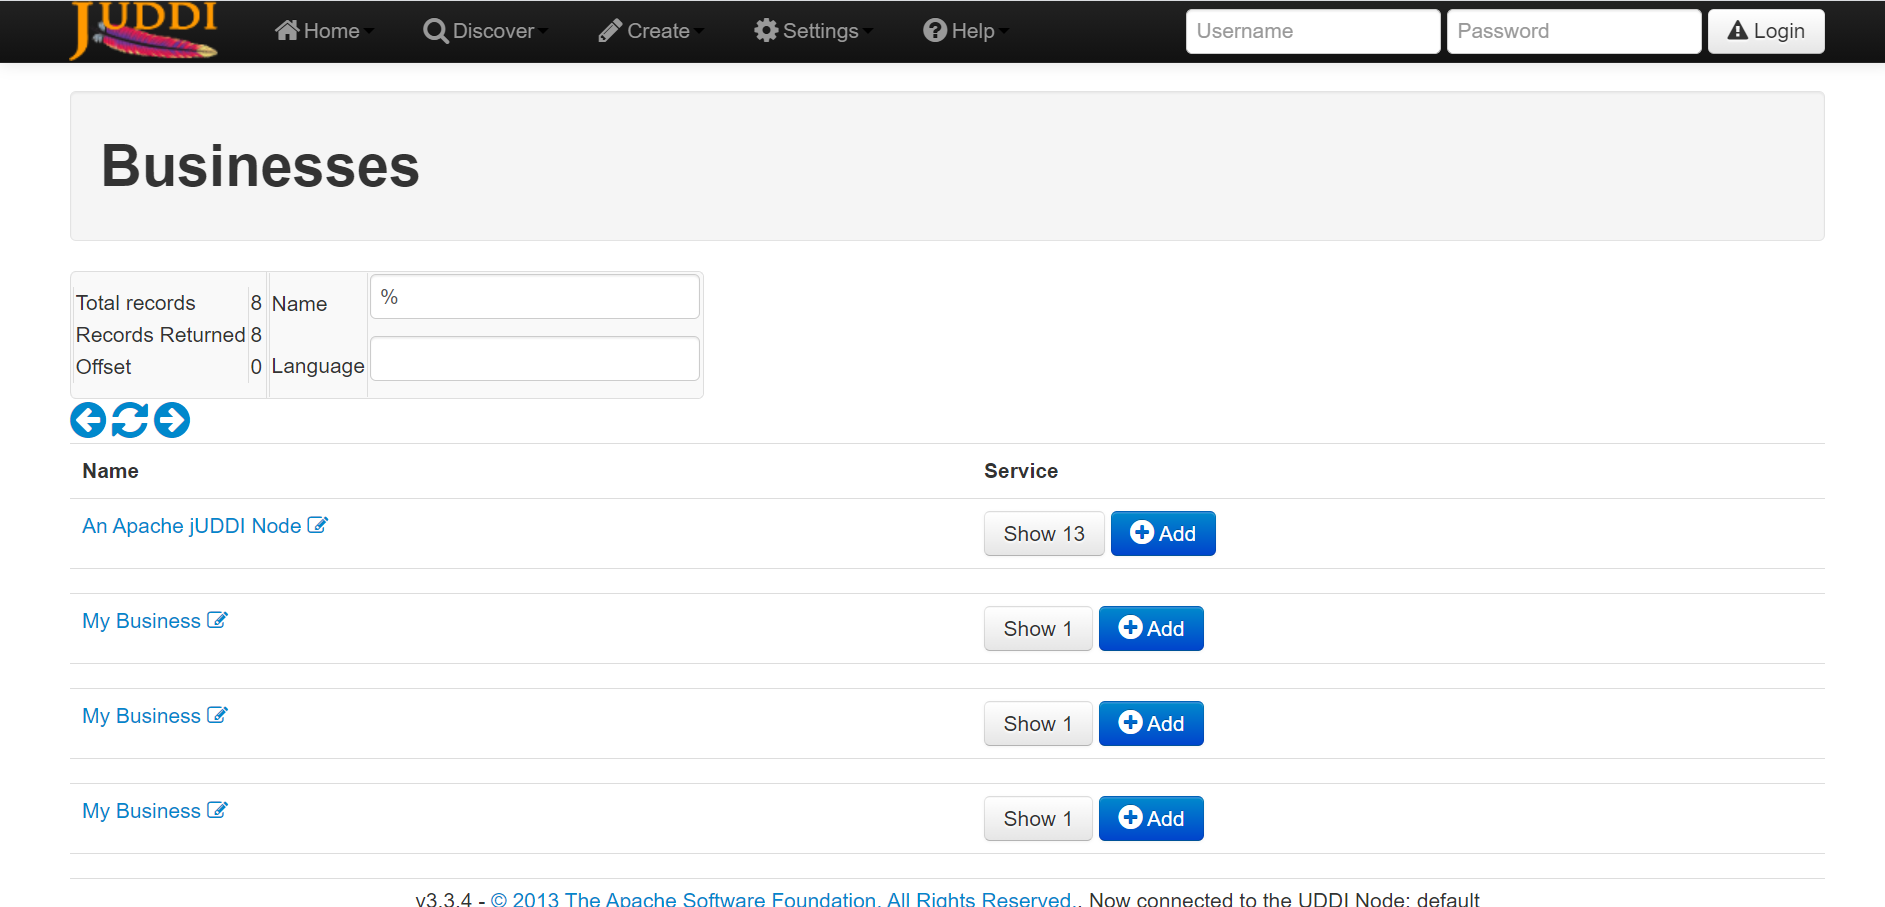 JUDDI Home Discover Create Settings Help Username Password Login
Businesses
Total records 8 Name %
Records Returned 8
Offset 0 Language
Name Service
An Apache jUDDI Node Show 13 Add
My Business Show 1 Add
My Business Show 1 Add
My Business Show 1 Add
v3.3.4 - © 2013 The Apache Software Foundation. All Rights Reserved.. Now connected to the UDDI Node: default